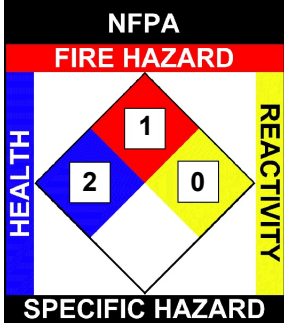 NFPA
FIRE HAZARD
HEALTH
1
2
0
REACTIVITY
SPECIFIC HAZARD